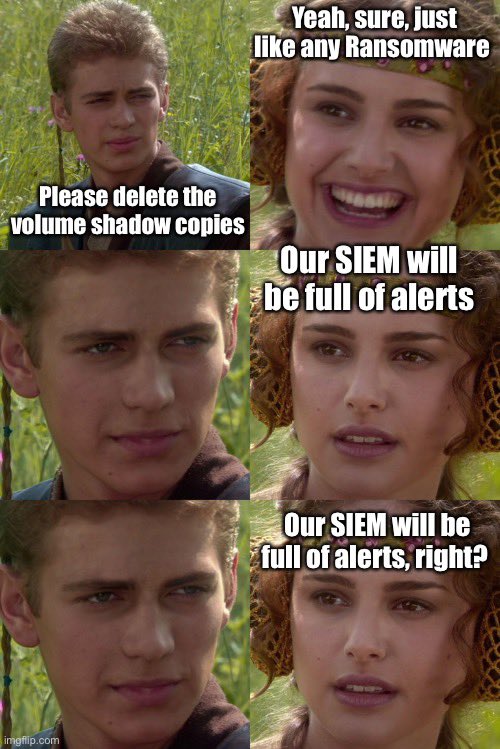 Yeah, sure, just
like any Ransomware
Please delete the
volume shadow copies
Our SIEM will
be full of alerts
Our SIEM will be
full of alerts, right?
imgflip.com